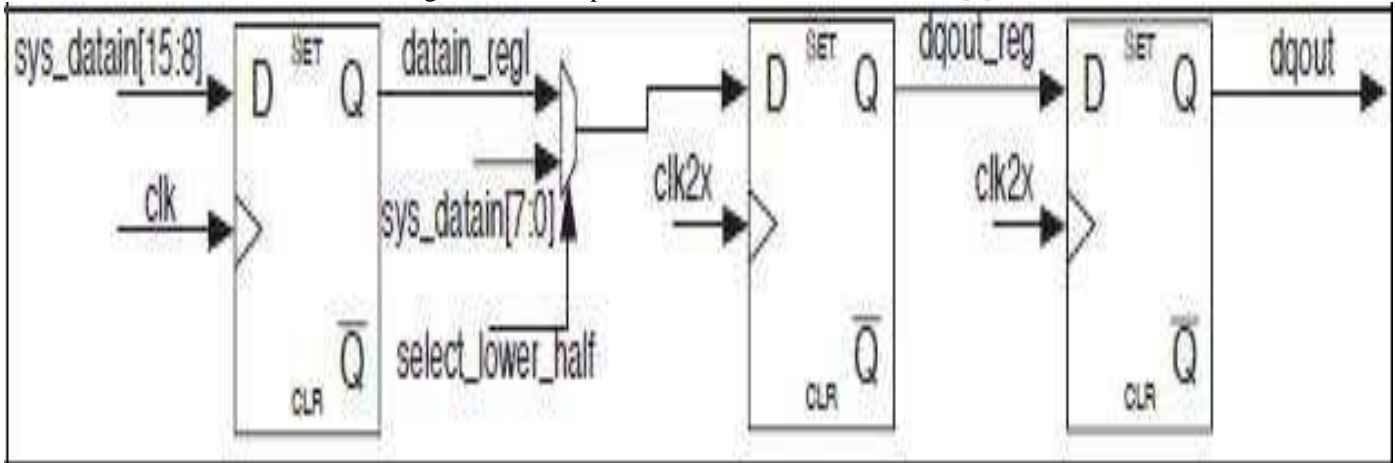 sys_datain[15:8]
D
SET
Q
clk
Q
CLR
datain_regl
sys_datain[7:0]
select_lower_half
D
SET
Q
clk2x
Q
CLR
dqout_reg
D
SET
Q
clk2x
Q
CLR
dqout